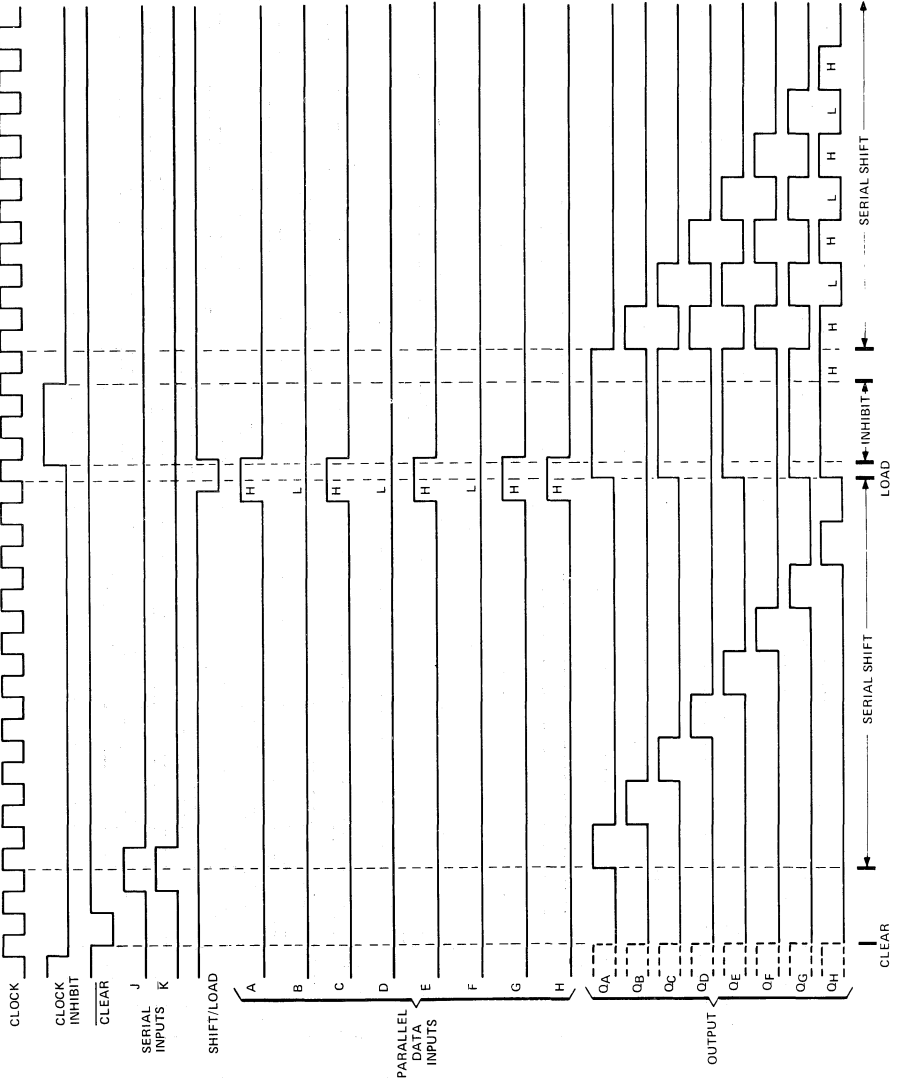 CLOCK
CLOCK
INHIBIT
CLEAR
SERIAL
INPUTS
J
K
SHIFT/LOAD
PARALLEL
DATA
INPUTS
A
H
B
L
C
H
D
L
E
H
F
L
G
H
H
H
OUTPUT
QA
QB
QC
QD
QE
QF
QG
QH
H
H
L
H
L
H
L
H
SERIAL SHIFT
INHIBIT
SERIAL SHIFT
CLEAR
LOAD